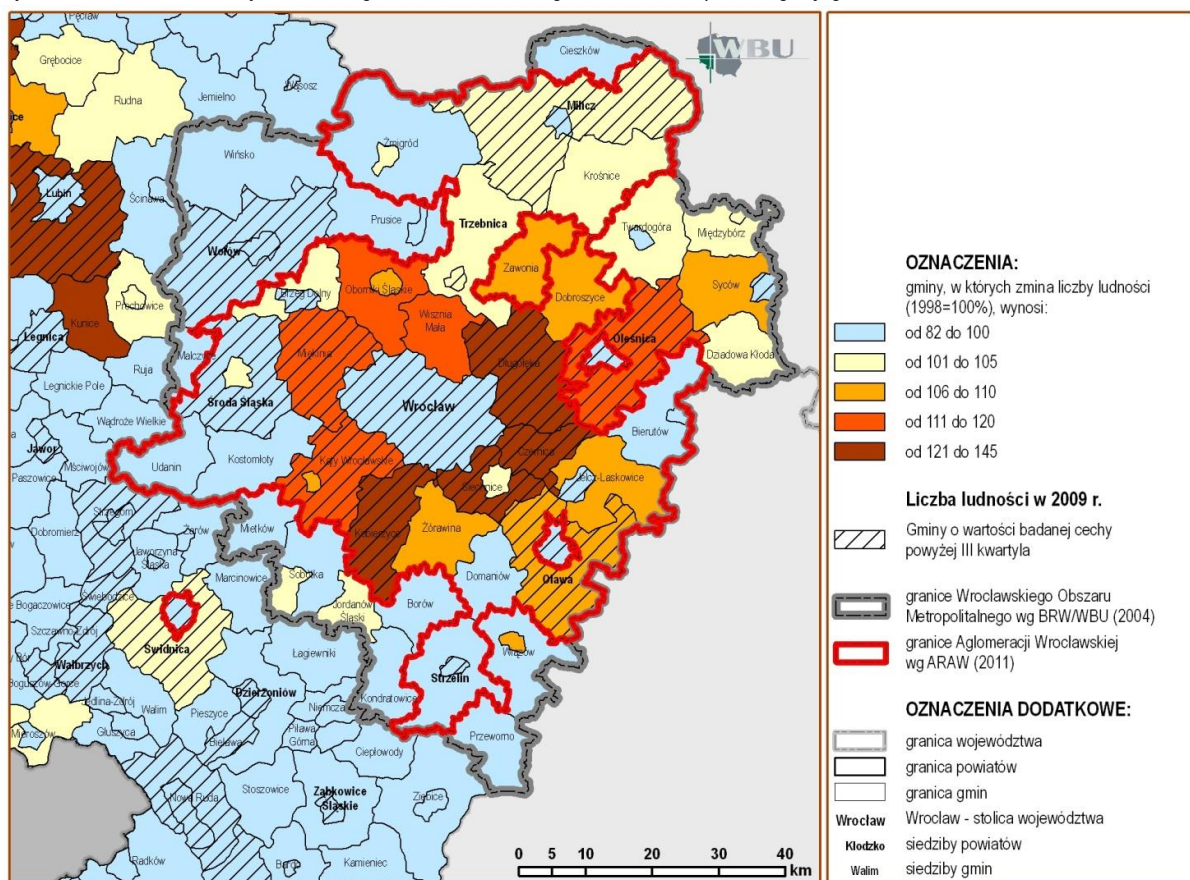 WBU
Pęcław
Cieszków
Grębocice
Wąsosz
Rudna
Jemielno
Milicz
Żmigród
Wińsko
Krośnice
Lubin
Ścinawa
Prusice
Trzebnica
Twardogóra
Międzybórz
Wołów
Zawonia
Syców
Prochowice
Brzeg Dolny
Oborniki Śląskie
Dobroszyce
Kunice
Wisznia
Mała
Oleśnica
Legnica
Malczyce
Miękinia
Długołęka
Dziadowa Kłoda
Ruja
Legnickie Pole
Środa Śląska
Wrocław
Wądroże Wielkie
Bierutów
Jawor
Czernica
Mściwojów
Udanin
Kostomłoty
Kąty Wrocławskie
Jelcz-Laskowice
Paszowice
Siechnice
Strzegom
Kobierzyce
Żórawina
Dobromierz
Żarów
Mietków
Jaworzyna
Śląska
Domaniów
Oława
Marcinowice
Sobótka
Świebodzice
Jordanów
Śląski
Borów
Szczawno-Zdrój
Świdnica
Łagiewniki
Wiązów
Wałbrzych
Strzelin
Boguszów-Gorce
Dzierżoniów
Jedlina-Zdrój
Walim
Pieszyce
Niemcza
Kondratowice
Mieroszów
Głuszyca
Bielawa
Piława
Górna
Przeworno
Ciepłowody
Nowa Ruda
Stoszowice
Ząbkowice
Śląskie
Ziębice
Radków
Bardo
Kamieniec
0 5 10 20 30 40
km
OZNACZENIA:
gminy, w których zmiana liczby ludności
(1998=100%), wynosi:
od 82 do 100
od 101 do 105
od 106 do 110
od 111 do 120
od 121 do 145
Liczba ludności w 2009 r.
Gminy o wartości badanej cechy
powyżej III kwartyla
granice Wrocławskiego Obszaru
Metropolitalnego wg BRW/WBU (2004)
granice Aglomeracji Wrocławskiej
wg ARAW (2011)
OZNACZENIA DODATKOWE:
granica województwa
granica powiatów
granica gmin
Wrocław Wrocław - stolica województwa
Kłodzko siedziby powiatów
Walim siedziby gmin